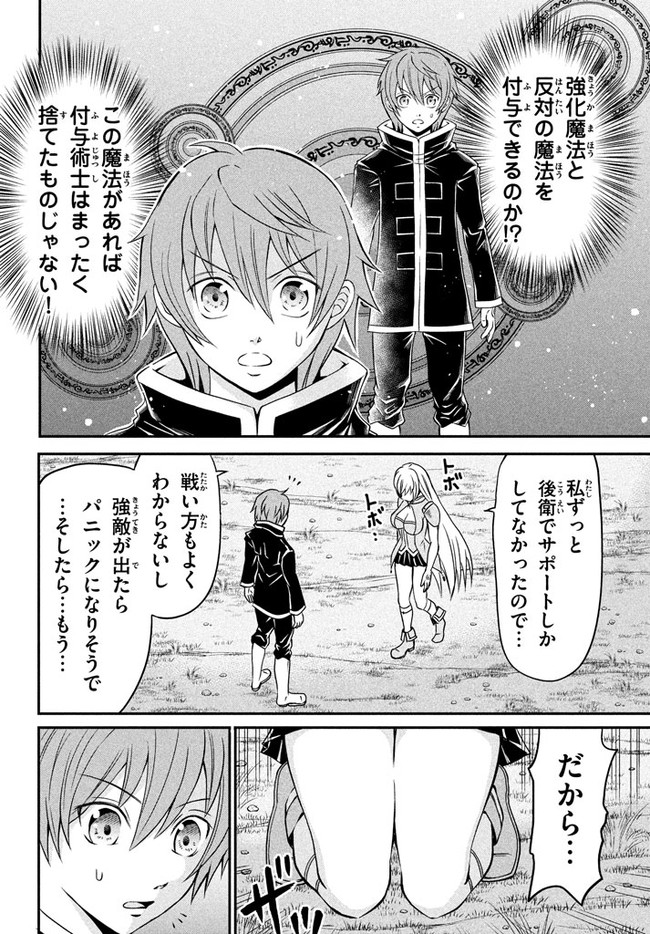 強化魔法と
反対の魔法を
付与できるのか!?
この魔法があれば
付与術士はまったく
捨てたものじゃない！
私ずっと
後衛でサポートしか
してなかったので…
トボ
トボ…
戦い方もよく
わからないし
強敵が出たら
パニックになりそうで
…そしたら…もう…
だから…
ザッ